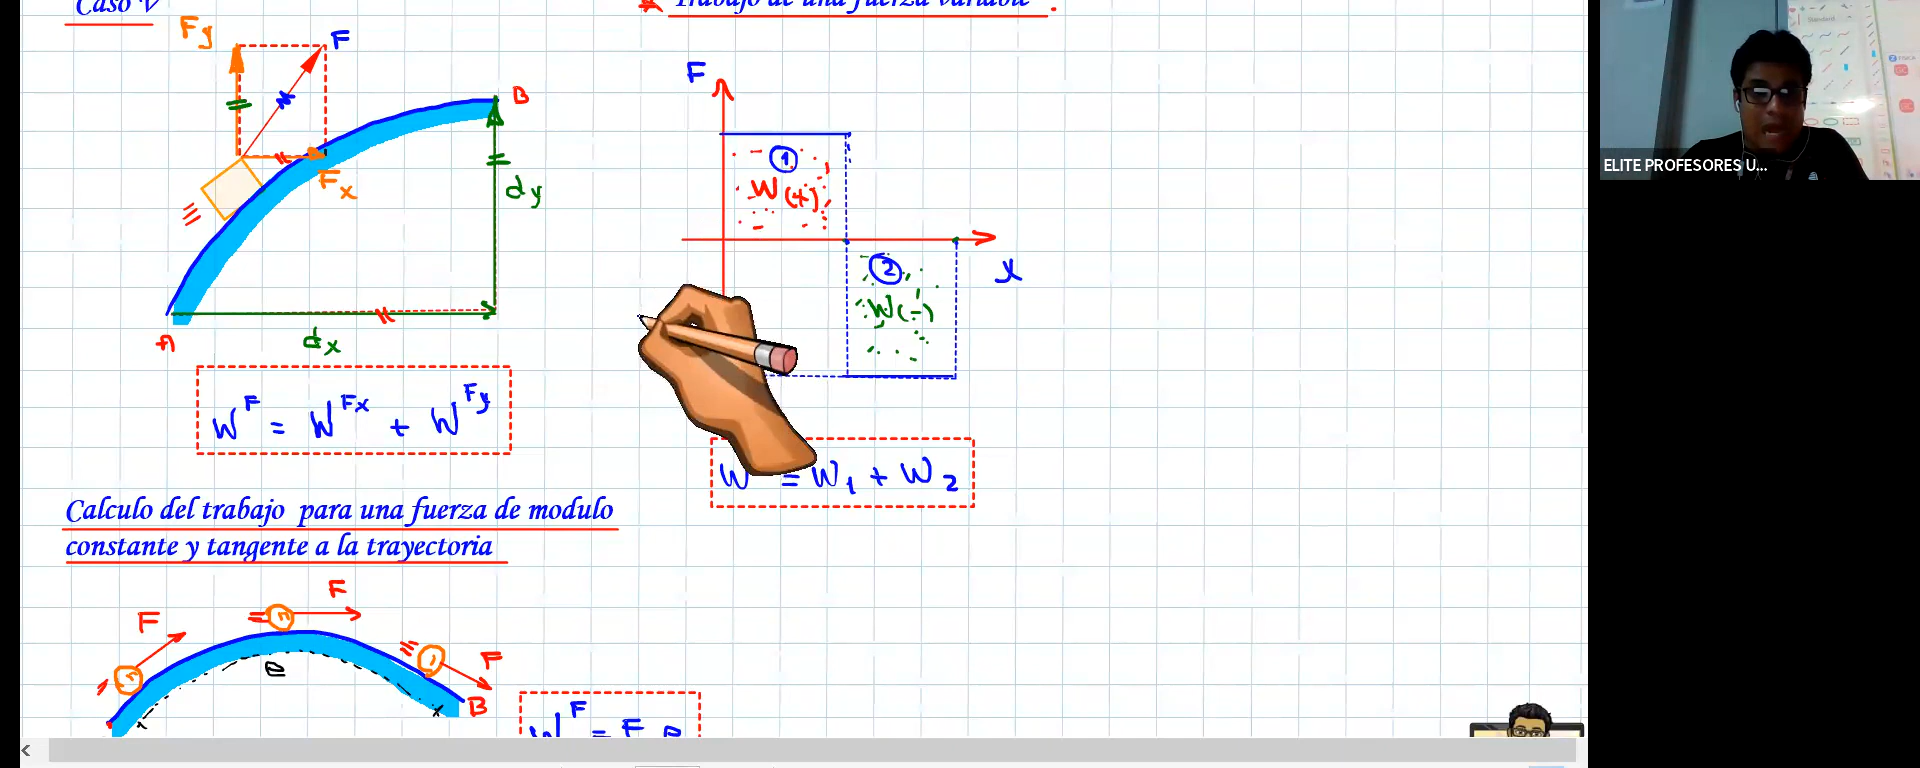 Caso V
Trabajo de una fuerza variable .
Fy
F
B
Fx
dy
A
dx
W^F = W^Fx + W^Fy
F
1
W (+)
X
2
W (-)
W = W1 + W2
Calculo del trabajo para una fuerza de modulo
constante y tangente a la trayectoria
F
F
F
e
B
W^F = F e
ELITE PROFESORES U...
Standard